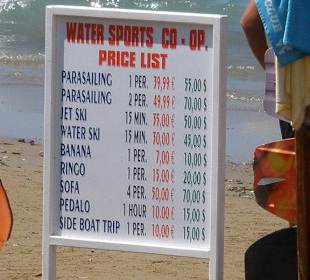 WATER SPORTS CO - OP.
PRICE LIST
PARASAILING 1 PER. 39,99 € 55,00 $
PARASAILING 2 PER. 49,99 € 70,00 $
JET SKI 15 MIN. 35,00 € 50,00 $
WATER SKI 15 MIN. 30,00 € 45,00 $
BANANA 1 PER. 7,00 € 10,00 $
RINGO 1 PER. 15,00 € 20,00 $
SOFA 4 PER. 50,00 € 70,00 $
PEDALO 1 HOUR 10,00 € 15,00 $
SIDE BOAT TRIP 1 PER. 10,00 € 15,00 $